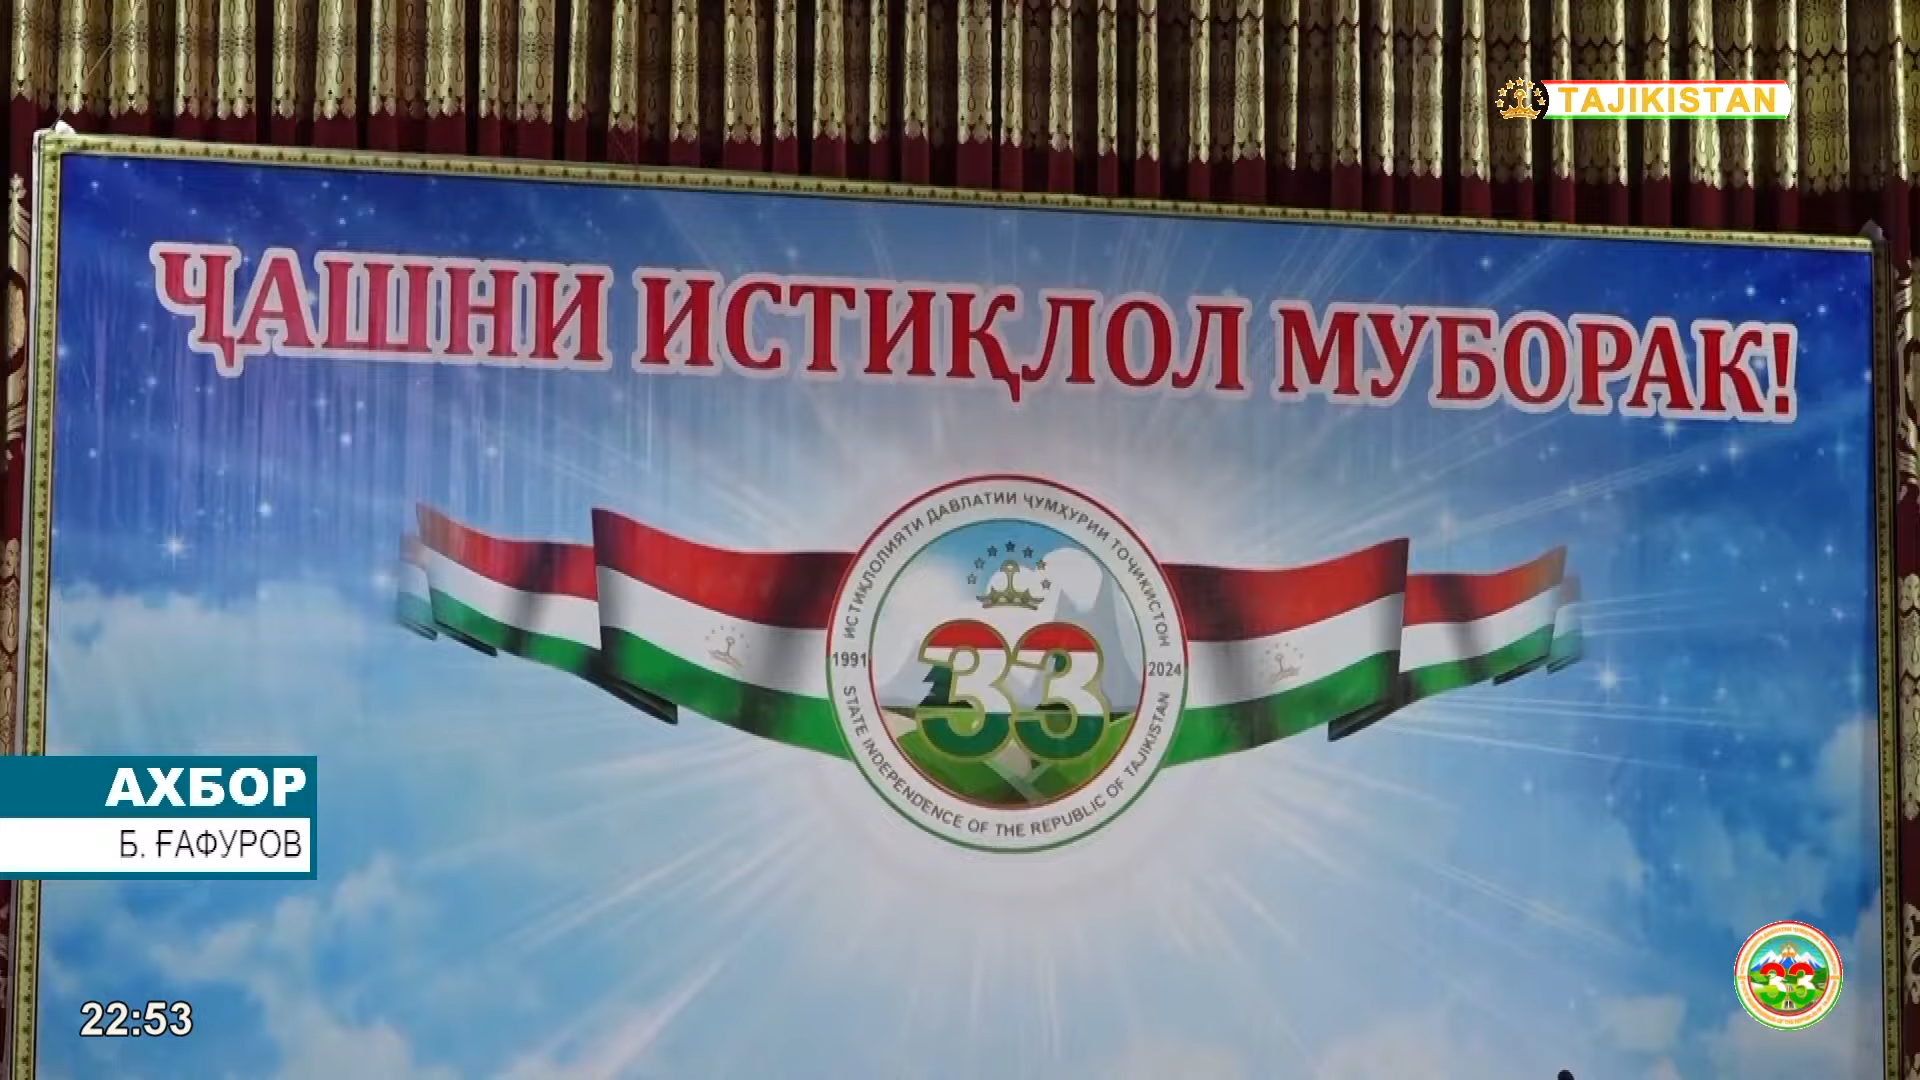 TAJIKISTAN
ҶАШНИ ИСТИҚЛОЛ МУБОРАК!
ИСТИҚЛОЛИЯТИ ДАВЛАТИИ ҶУМҲУРИИ ТОҶИКИСТОН
33
1991
2024
STATE INDEPENDENCE OF THE REPUBLIC OF TAJIKISTAN
АХБОР
Б. ҒАФУРОВ
33
22:53